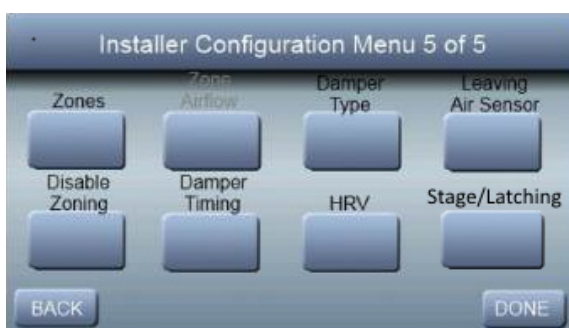 Installer Configuration Menu 5 of 5
Zones
Zone
Airflow
Damper
Type
Leaving
Air Sensor
Disable
Zoning
Damper
Timing
HRV
Stage/Latching
BACK
DONE